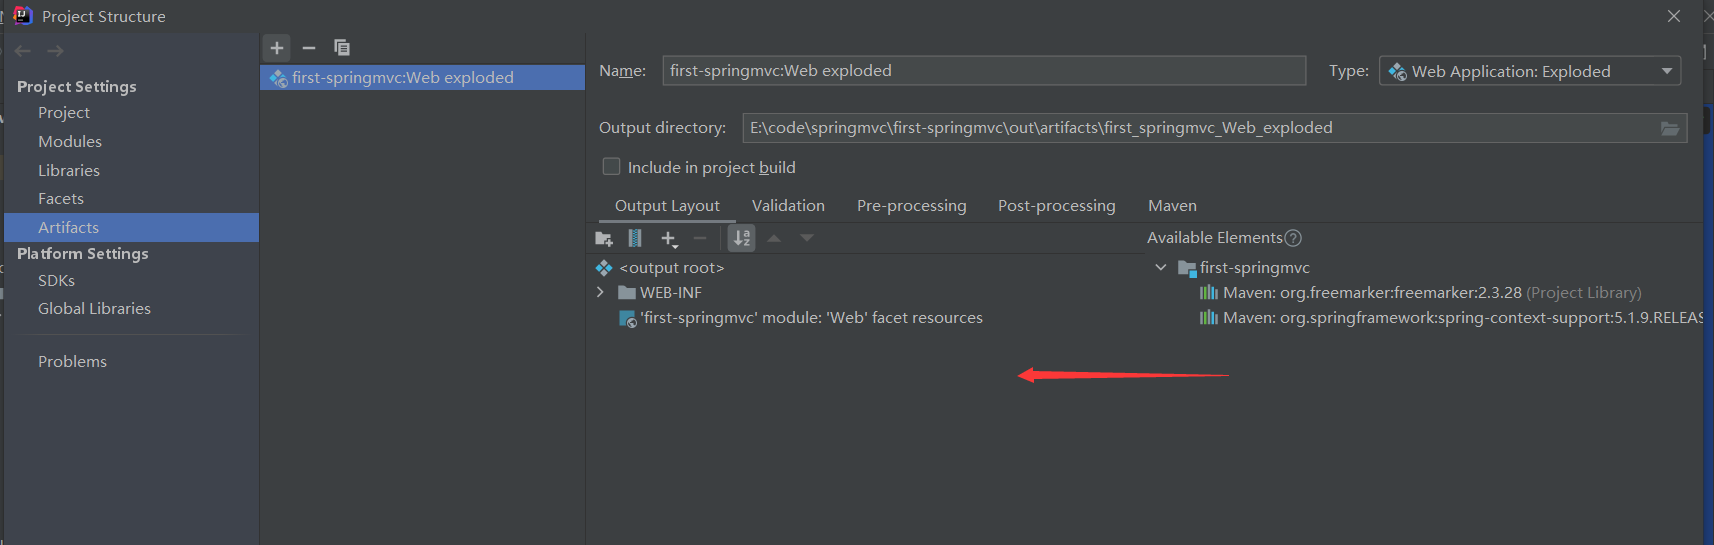 Project Structure
Project Settings
Project
Modules
Libraries
Facets
Artifacts
Platform Settings
SDKs
Global Libraries
Problems
first-springmvc:Web exploded
Name: first-springmvc:Web exploded
Type: Web Application: Exploded
Output directory: E:\code\springmvc\first-springmvc\out\artifacts\first_springmvc_Web_exploded
Include in project build
Output Layout Validation Pre-processing Post-processing Maven
Available Elements
<output root>
WEB-INF
'first-springmvc' module: 'Web' facet resources
first-springmvc
Maven: org.freemarker:freemarker:2.3.28 (Project Library)
Maven: org.springframework:spring-context-support:5.1.9.RELEAS